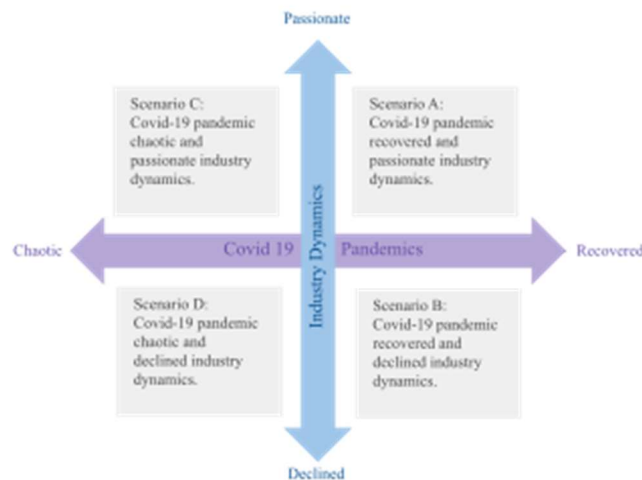 Passionate
Scenario C:
Covid-19 pandemic
chaotic and
passionate industry
dynamics.
Scenario A:
Covid-19 pandemic
recovered and
passionate industry
dynamics.
Chaotic
Covid 19
Industry Dynamics
Pandemics
Recovered
Scenario D:
Covid-19 pandemic
chaotic and
declined industry
dynamics.
Scenario B:
Covid-19 pandemic
recovered and
declined industry
dynamics.
Declined